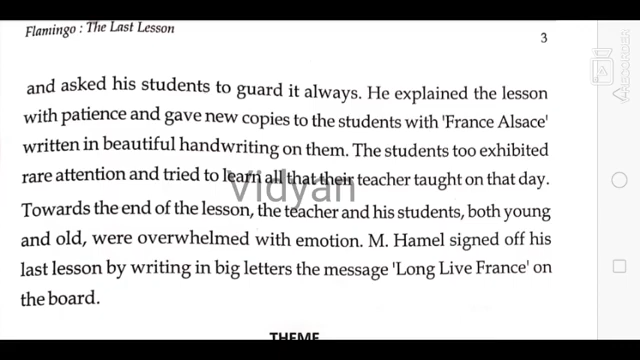 Flamingo : The Last Lesson
3
and asked his students to guard it always. He explained the lesson
with patience and gave new copies to the students with 'France Alsace'
written in beautiful handwriting on them. The students too exhibited
rare attention and tried to learn all that their teacher taught on that day.
Vidyan
Towards the end of the lesson, the teacher and his students, both young
and old, were overwhelmed with emotion. M. Hamel signed off his
last lesson by writing in big letters the message 'Long Live France' on
the board.
THEME
RECORDER